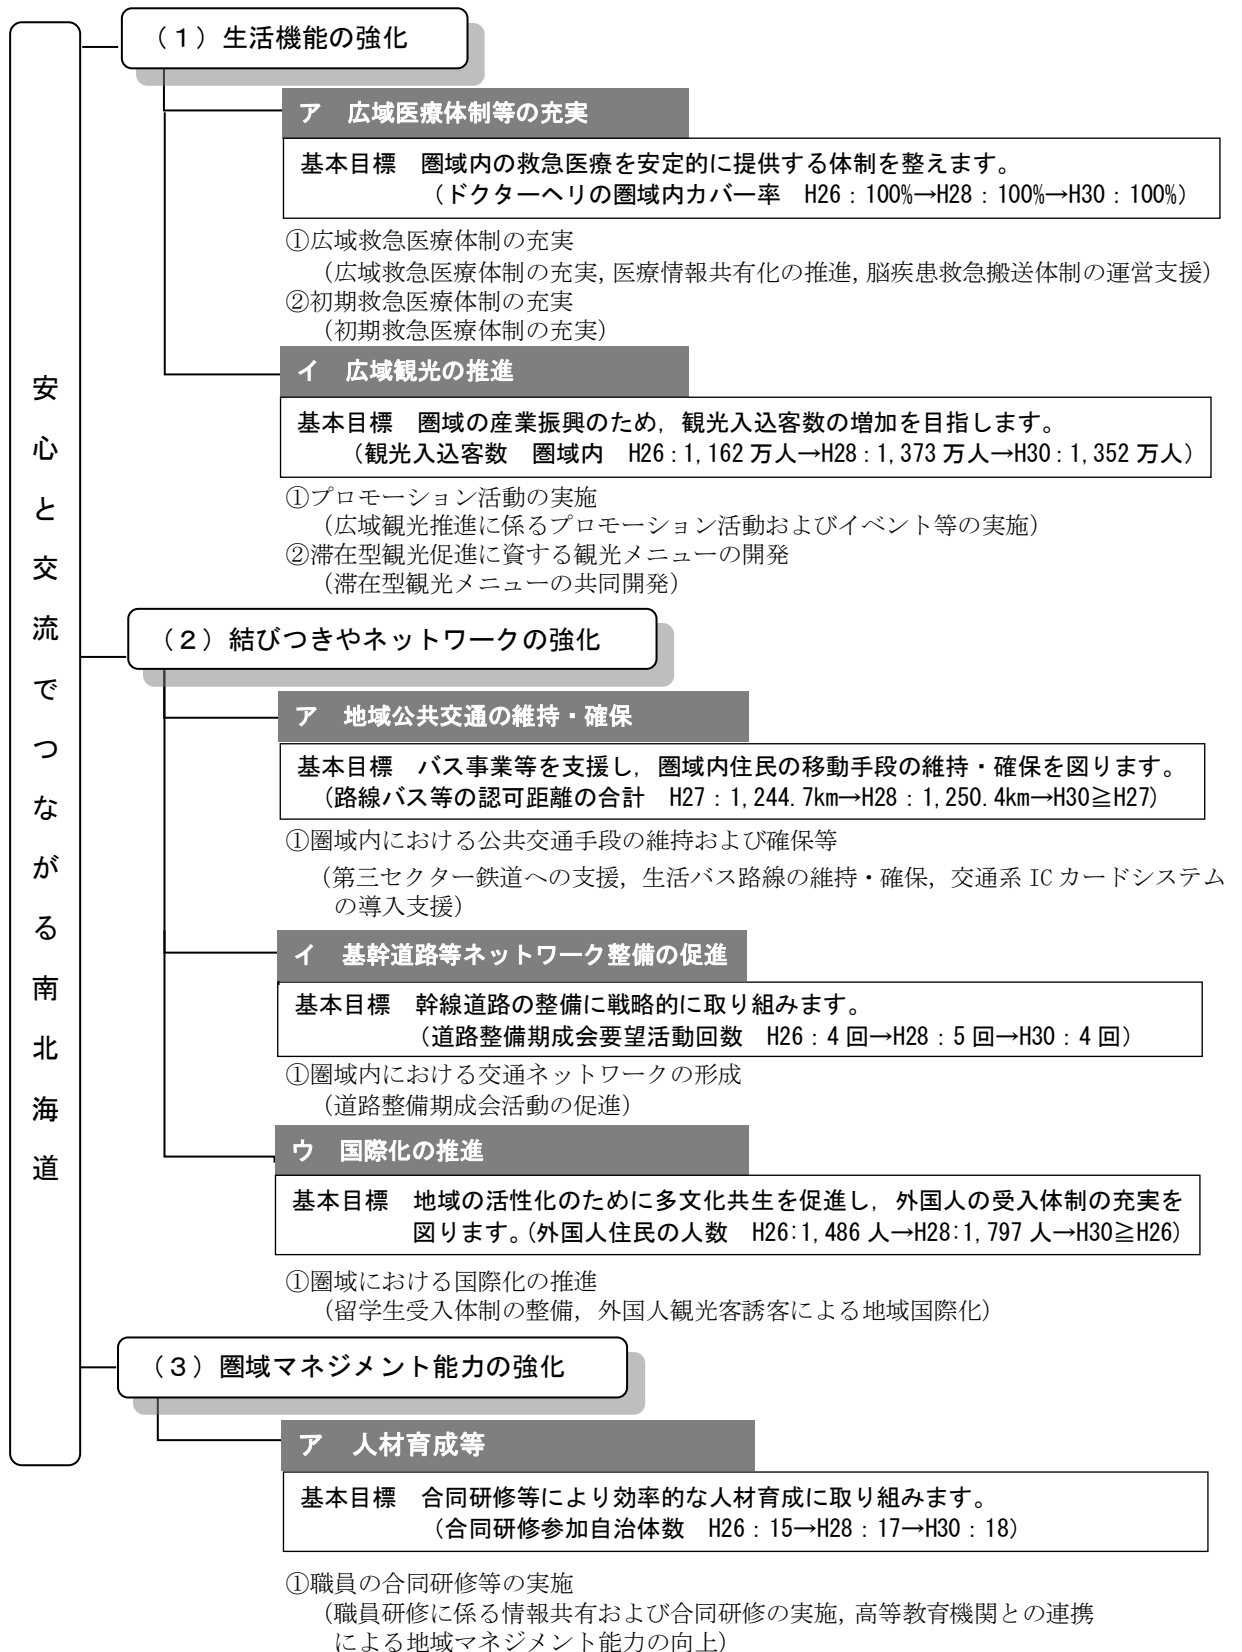 安心と交流でつながる南北海道
（１）生活機能の強化
ア　広域医療体制等の充実
基本目標　圏域内の救急医療を安定的に提供する体制を整えます。
（ドクターヘリの圏域内カバー率　H26：100%→H28：100%→H30：100%）
①広域救急医療体制の充実
（広域救急医療体制の充実，医療情報共有化の推進，脳疾患救急搬送体制の運営支援）
②初期救急医療体制の充実
（初期救急医療体制の充実）
イ　広域観光の推進
基本目標　圏域の産業振興のため，観光入込客数の増加を目指します。
（観光入込客数　圏域内　H26：1,162 万人→H28：1,373 万人→H30：1,352 万人）
①プロモーション活動の実施
（広域観光推進に係るプロモーション活動およびイベント等の実施）
②滞在型観光促進に資する観光メニューの開発
（滞在型観光メニューの共同開発）
（２）結びつきやネットワークの強化
ア　地域公共交通の維持・確保
基本目標　バス事業等を支援し，圏域内住民の移動手段の維持・確保を図ります。
（路線バス等の認可距離の合計　H27：1,244.7km→H28：1,250.4km→H30≧H27）
①圏域内における公共交通手段の維持および確保等
（第三セクター鉄道への支援，生活バス路線の維持・確保，交通系 IC カードシステム
の導入支援）
イ　基幹道路等ネットワーク整備の促進
基本目標　幹線道路の整備に戦略的に取り組みます。
（道路整備期成会要望活動回数　H26：4 回→H28：5 回→H30：4 回）
①圏域内における交通ネットワークの形成
（道路整備期成会活動の促進）
ウ　国際化の推進
基本目標　地域の活性化のために多文化共生を促進し，外国人の受入体制の充実を
図ります。（外国人住民の人数　H26:1,486 人→H28:1,797 人→H30≧H26）
①圏域における国際化の推進
（留学生受入体制の整備，外国人観光客誘客による地域国際化）
（３）圏域マネジメント能力の強化
ア　人材育成等
基本目標　合同研修等により効率的な人材育成に取り組みます。
（合同研修参加自治体数　H26：15→H28：17→H30：18）
①職員の合同研修等の実施
（職員研修に係る情報共有および合同研修の実施，高等教育機関との連携
による地域マネジメント能力の向上）